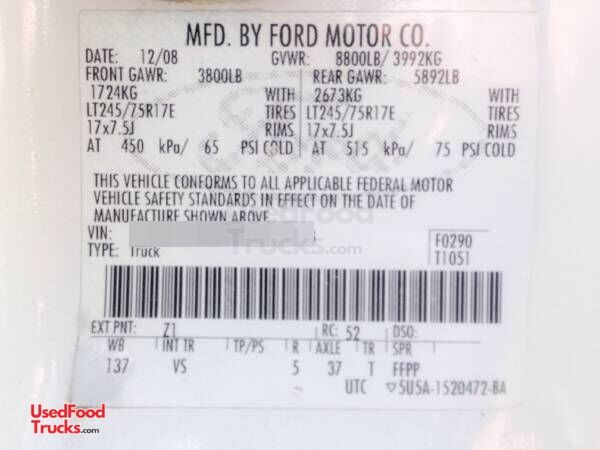 MFD. BY FORD MOTOR CO.
DATE: 12/08 GVWR: 8800LB/ 3992KG
FRONT GAWR: 3800LB REAR GAWR: 5892LB
1724KG WITH 2673KG WITH
LT245/75R17E TIRES LT245/75R17E TIRES
17x7.5J RIMS 17x7.5J RIMS
AT 450 kPa/ 65 PSI COLD AT 515 kPa/ 75 PSI COLD
THIS VEHICLE CONFORMS TO ALL APPLICABLE FEDERAL MOTOR
VEHICLE SAFETY STANDARDS IN EFFECT ON THE DATE OF
MANUFACTURE SHOWN ABOVE.
UsedFood
Trucks.com
VIN: F0290
TYPE: Truck T1051
EXT PNT: Z1 RC: 52 DSO:
WB INT TR TP/PS R AXLE TR SPR
137 VS 5 37 T FFPP
UTC ▽5U5A-1520472-BA
UsedFood
Trucks.com